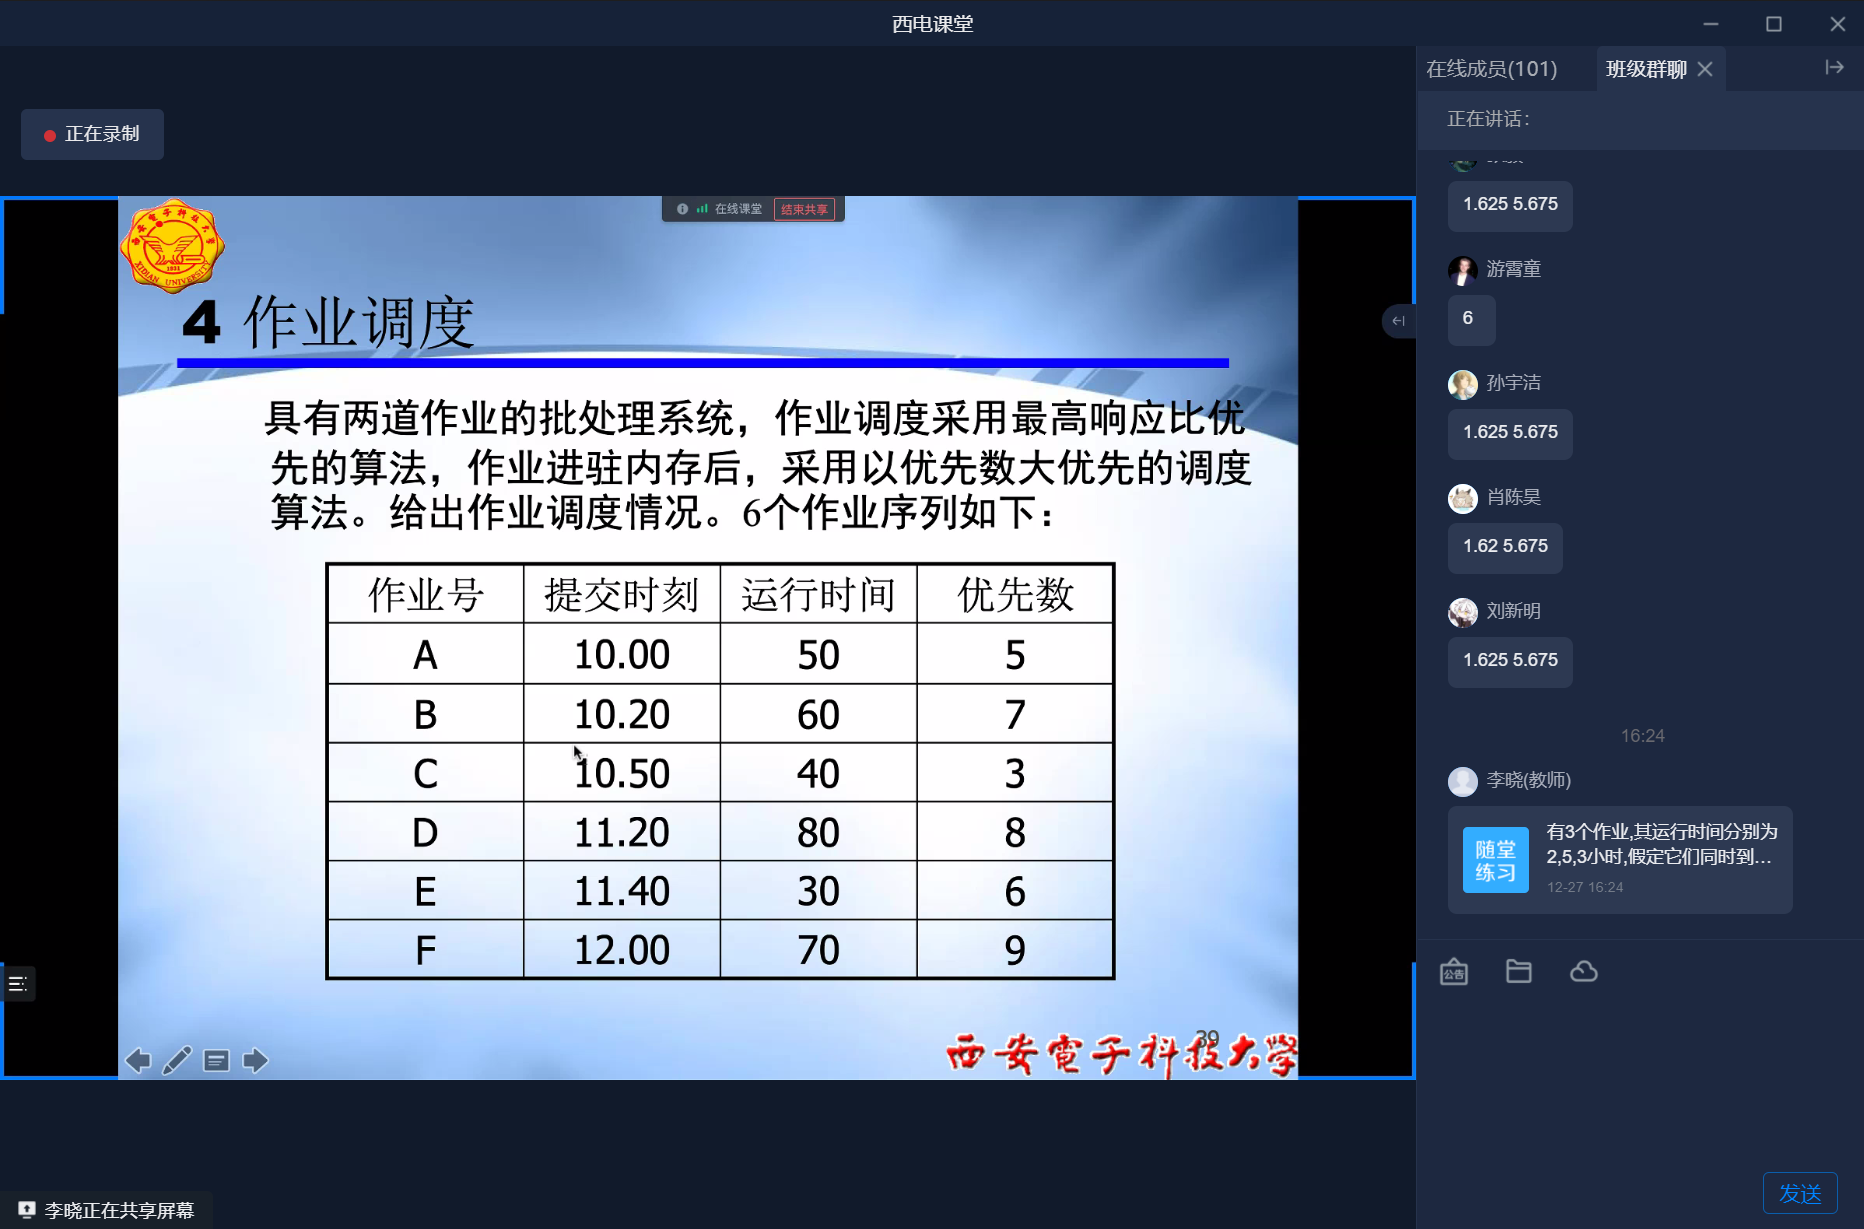 西电课堂
在线成员(101)
班级群聊
正在讲话:
正在录制
在线课堂
结束共享
西安電子科技大学
XIDIAN UNIVERSITY
1931
4 作业调度
具有两道作业的批处理系统，作业调度采用最高响应比优
先的算法，作业进驻内存后，采用以优先数大优先的调度
算法。给出作业调度情况。6个作业序列如下：
作业号 提交时刻 运行时间 优先数
A 10.00 50 5
B 10.20 60 7
C 10.50 40 3
D 11.20 80 8
E 11.40 30 6
F 12.00 70 9
39
西安電子科技大學
李晓正在共享屏幕
1.625 5.675
游霄童
6
孙宇洁
1.625 5.675
肖陈昊
1.62 5.675
刘新明
1.625 5.675
16:24
李晓(教师)
随堂
练习
有3个作业,其运行时间分别为
2,5,3小时,假定它们同时到...
12-27 16:24
公告
发送